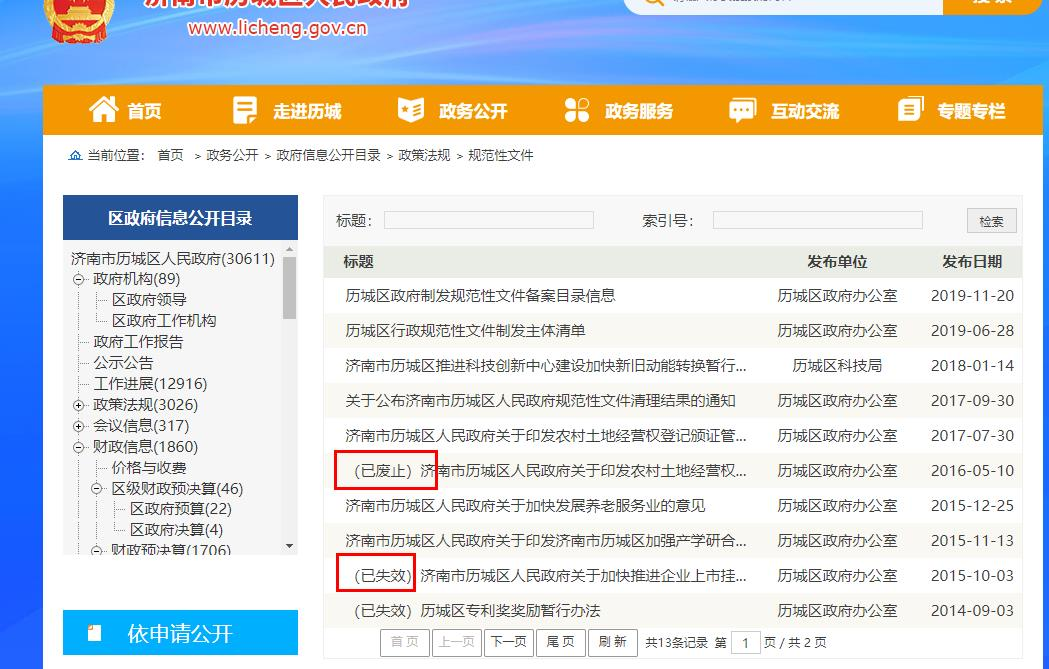 济南市历城区人民政府
www.licheng.gov.cn
搜索
首页 走进历城 政务公开 政务服务 互动交流 专题专栏
当前位置： 首页 > 政务公开 > 政府信息公开目录 > 政策法规 > 规范性文件
区政府信息公开目录
济南市历城区人民政府(30611)
政府机构(89)
区政府领导
区政府工作机构
政府工作报告
公示公告
工作进展(12916)
政策法规(3026)
会议信息(317)
财政信息(1860)
价格与收费
区级财政预决算(46)
区政府预算(22)
区政府决算(4)
财政预决算(1706)
依申请公开
标题： 索引号： 检索
标题 发布单位 发布日期
历城区政府制发规范性文件备案目录信息 历城区政府办公室 2019-11-20
历城区行政规范性文件制发主体清单 历城区政府办公室 2019-06-28
济南市历城区推进科技创新中心建设加快新旧动能转换暂行... 历城区科技局 2018-01-14
关于公布济南市历城区人民政府规范性文件清理结果的通知 历城区政府办公室 2017-09-30
济南市历城区人民政府关于印发农村土地经营权登记颁证管... 历城区政府办公室 2017-07-30
（已废止）济南市历城区人民政府关于印发农村土地经营权... 历城区政府办公室 2016-05-10
济南市历城区人民政府关于加快发展养老服务业的意见 历城区政府办公室 2015-12-25
济南市历城区人民政府关于印发济南市历城区加强产学研合... 历城区政府办公室 2015-11-13
（已失效）济南市历城区人民政府关于加快推进企业上市挂... 历城区政府办公室 2015-10-03
（已失效）历城区专利奖奖励暂行办法 历城区政府办公室 2014-09-03
首页 上一页 下一页 尾页 刷新 共13条记录 第 1 页 / 共 2 页